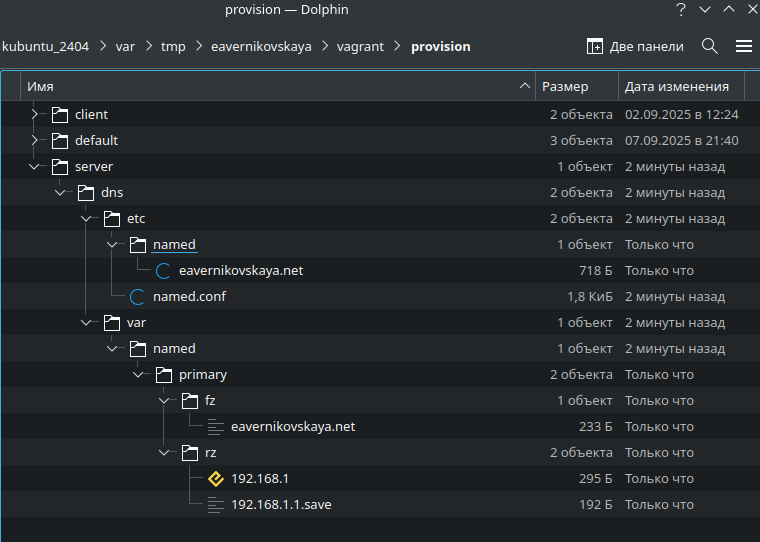 provision — Dolphin
kubuntu_2404 > var > tmp > eavernikovskaya > vagrant > provision Две панели
Имя Размер Дата изменения
client 2 объекта 02.09.2025 в 12:24
default 3 объекта 07.09.2025 в 21:40
server 1 объект 2 минуты назад
dns 2 объекта 2 минуты назад
etc 2 объекта 2 минуты назад
named 1 объект Только что
eavernikovskaya.net 718 Б Только что
named.conf 1,8 КиБ 2 минуты назад
var 1 объект 2 минуты назад
named 1 объект 2 минуты назад
primary 2 объекта Только что
fz 1 объект Только что
eavernikovskaya.net 233 Б Только что
rz 2 объекта Только что
192.168.1 295 Б Только что
192.168.1.1.save 192 Б Только что